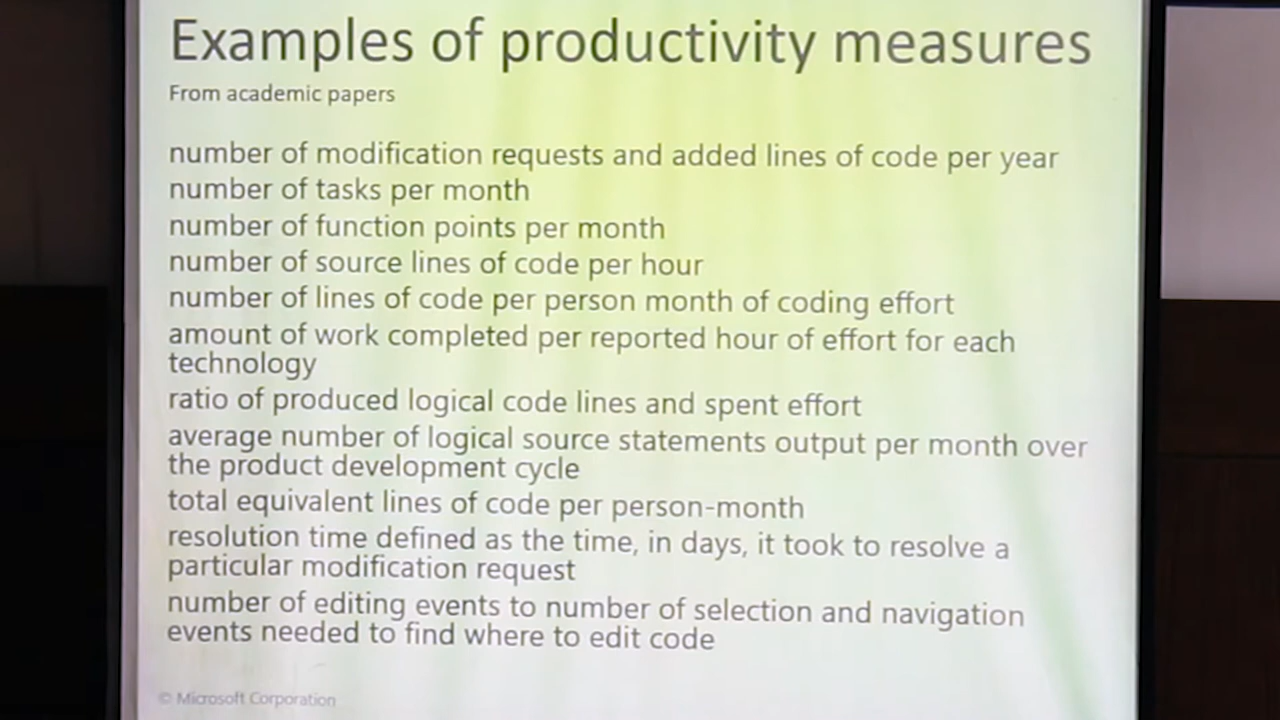 Examples of productivity measures
From academic papers
number of modification requests and added lines of code per year
number of tasks per month
number of function points per month
number of source lines of code per hour
number of lines of code per person month of coding effort
amount of work completed per reported hour of effort for each
technology
ratio of produced logical code lines and spent effort
average number of logical source statements output per month over
the product development cycle
total equivalent lines of code per person-month
resolution time defined as the time, in days, it took to resolve a
particular modification request
number of editing events to number of selection and navigation
events needed to find where to edit code
© Microsoft Corporation